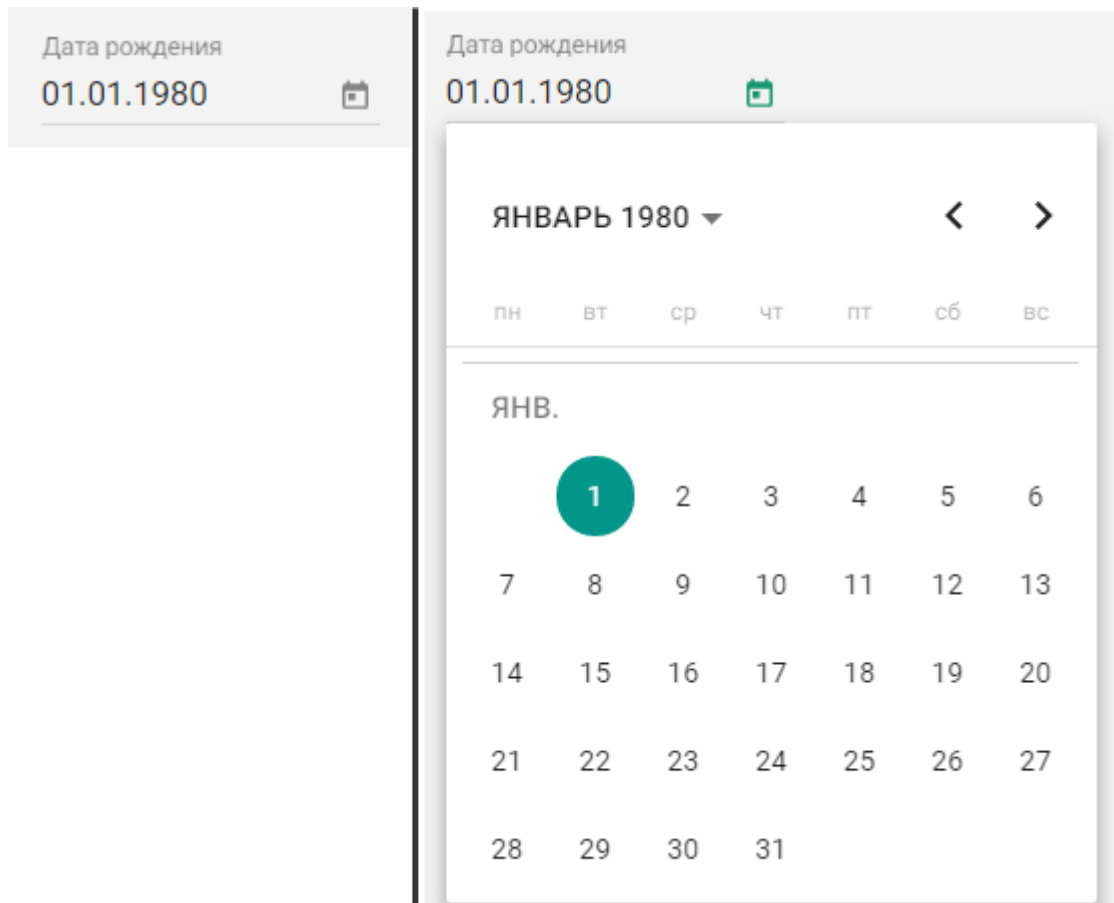 Дата рождения
01.01.1980
Дата рождения
01.01.1980
ЯНВАРЬ 1980
пн вт ср чт пт сб вс
ЯНВ.
1 2 3 4 5 6
7 8 9 10 11 12 13
14 15 16 17 18 19 20
21 22 23 24 25 26 27
28 29 30 31